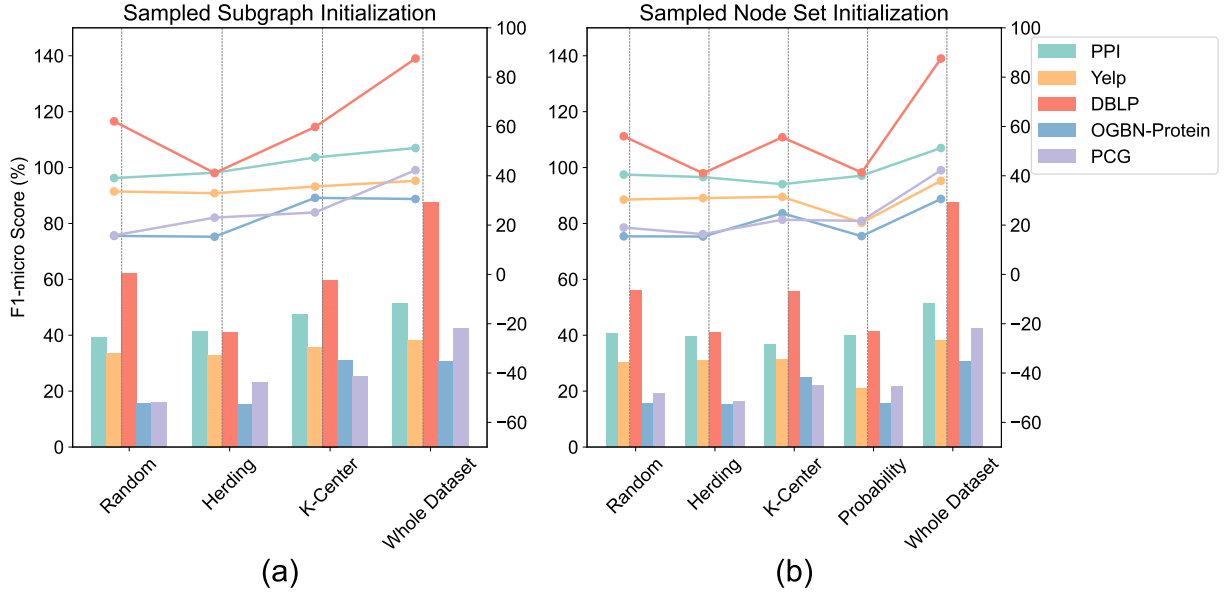 Sampled Subgraph Initialization
Sampled Node Set Initialization
F1-micro Score (%)
140
120
100
80
60
40
20
0
100
80
60
40
20
0
−20
−40
−60
Random
Herding
K-Center
Whole Dataset
(a)
140
120
100
80
60
40
20
0
100
80
60
40
20
0
−20
−40
−60
Random
Herding
K-Center
Probability
Whole Dataset
(b)
PPI
Yelp
DBLP
OGBN-Protein
PCG